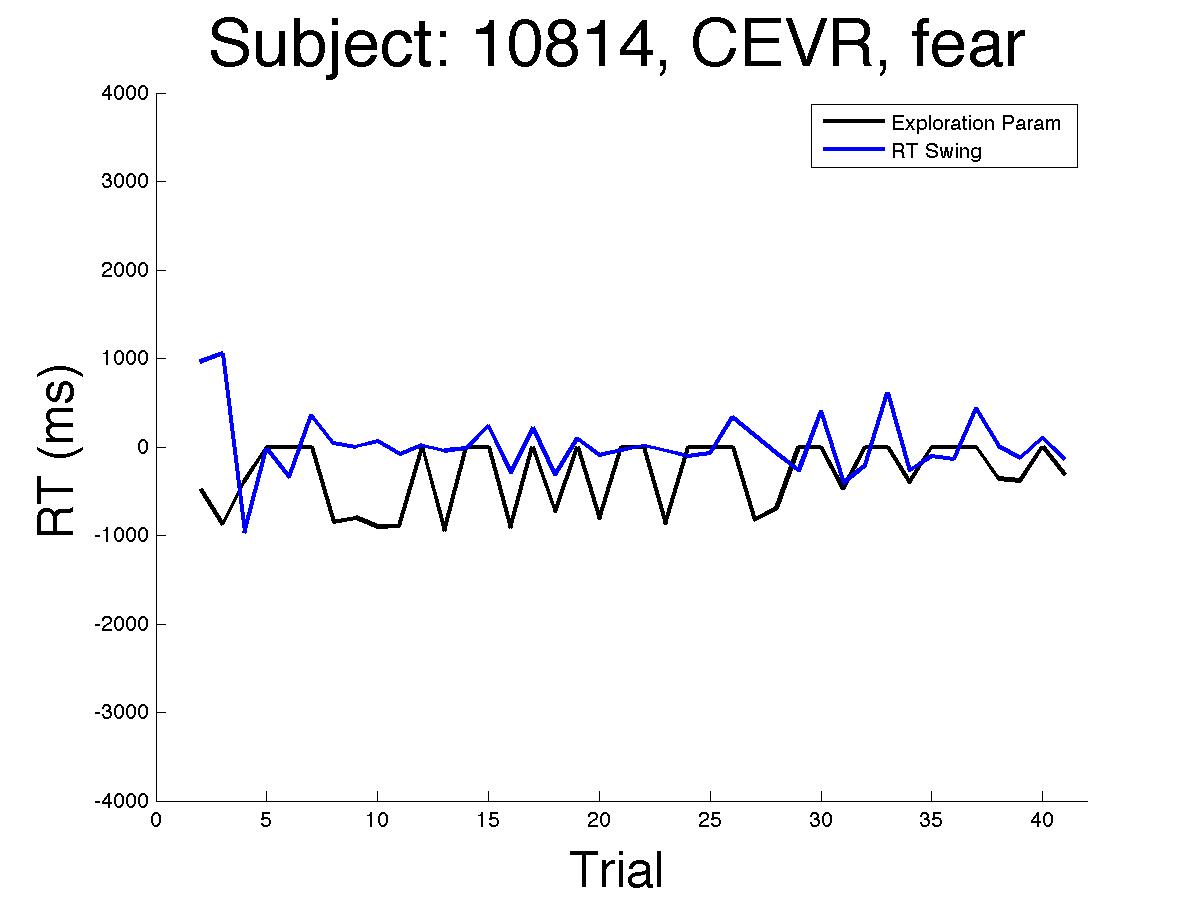 Subject: 10814, CEVR, fear
Exploration Param
RT Swing
4000
3000
2000
1000
0
-1000
-2000
-3000
-4000
RT (ms)
0 5 10 15 20 25 30 35 40
Trial